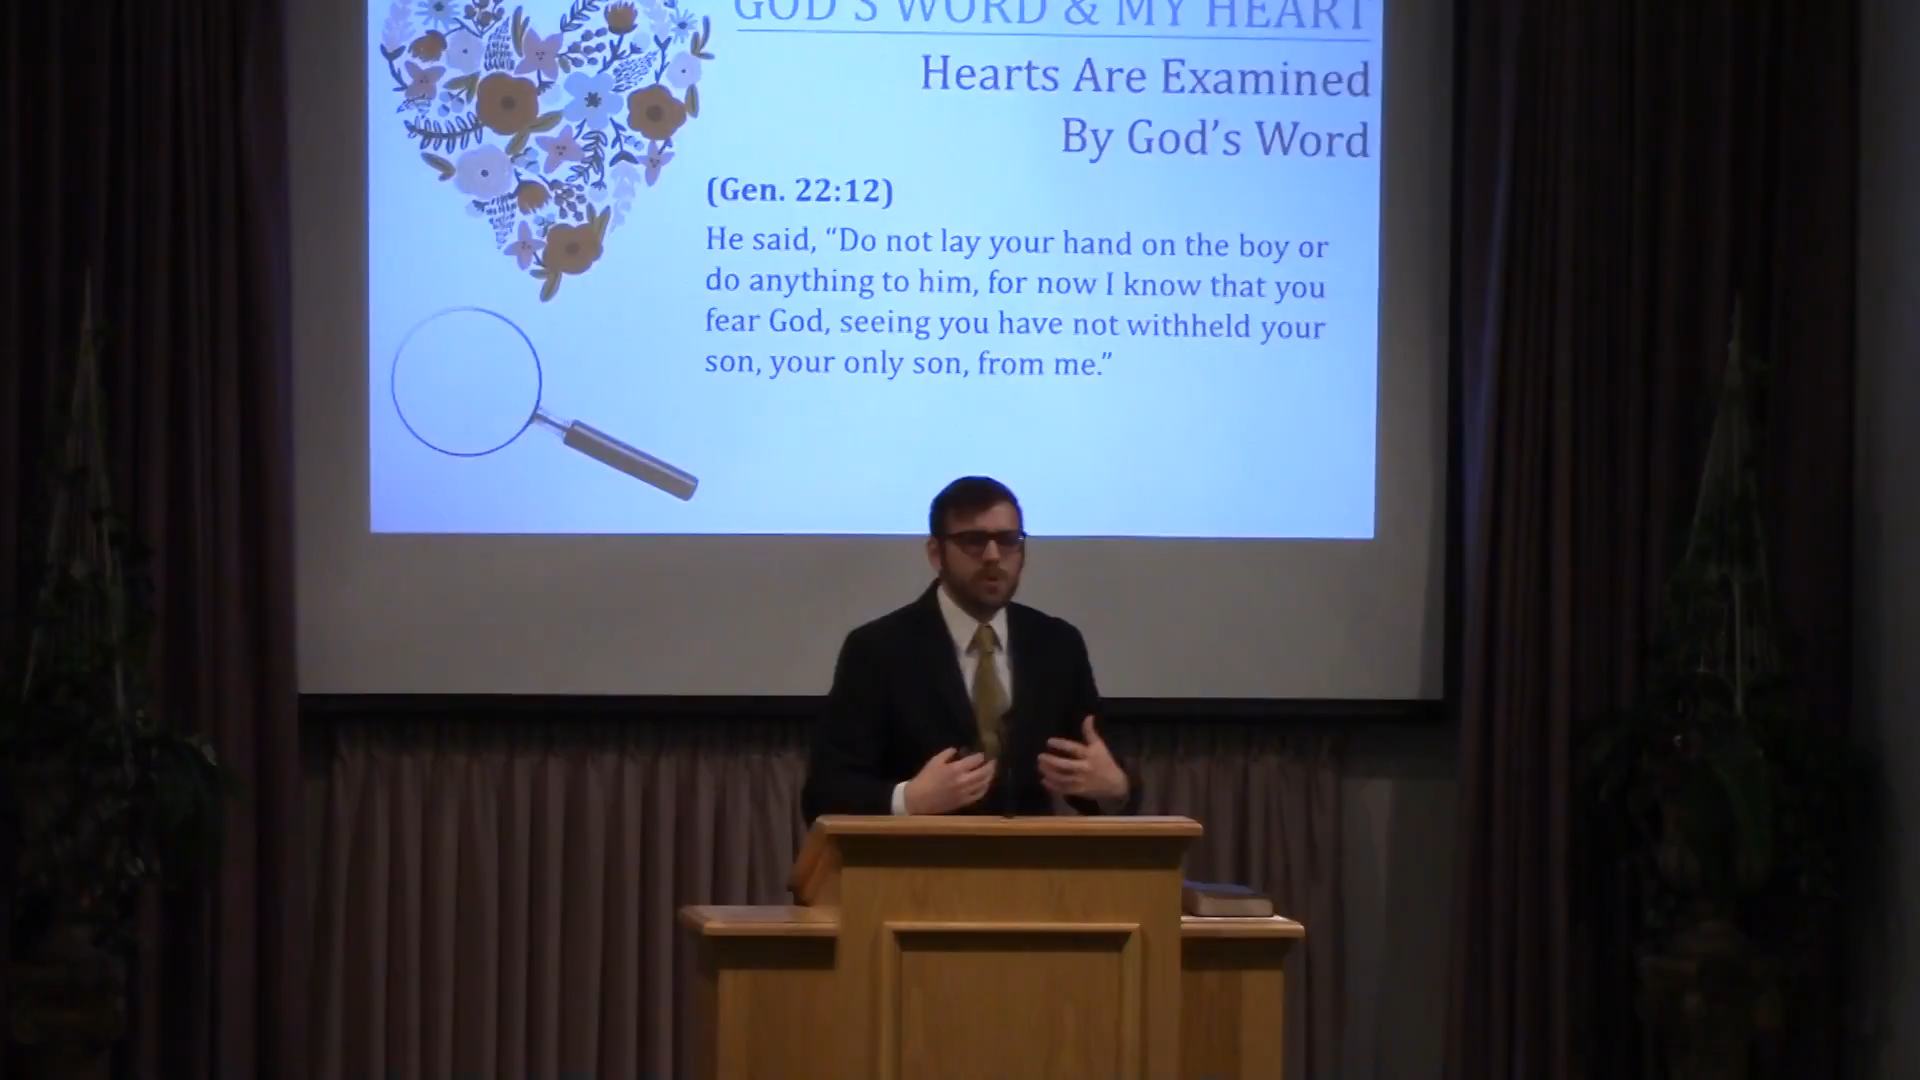 GOD'S WORD & MY HEART
Hearts Are Examined
By God's Word
(Gen. 22:12)
He said, “Do not lay your hand on the boy or
do anything to him, for now I know that you
fear God, seeing you have not withheld your
son, your only son, from me.”